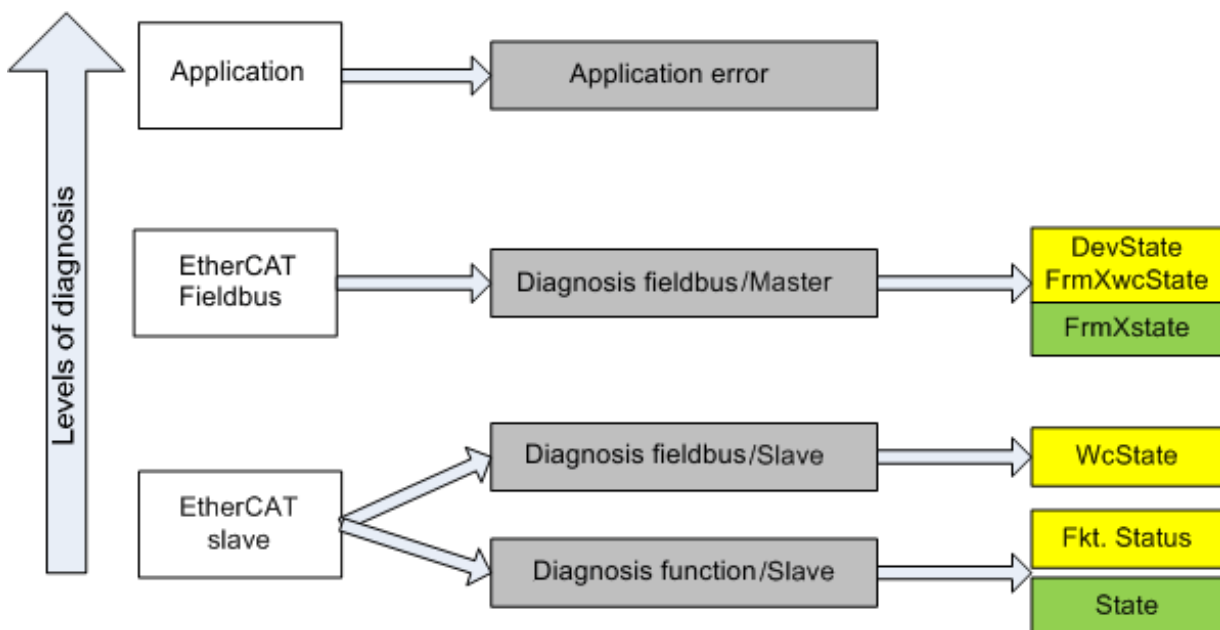 Levels of diagnosis
Application
Application error
EtherCAT
Fieldbus
Diagnosis fieldbus/Master
DevState
FrmXwcState
FrmXstate
EtherCAT
slave
Diagnosis fieldbus/Slave
WcState
Diagnosis function/Slave
Fkt. Status
State